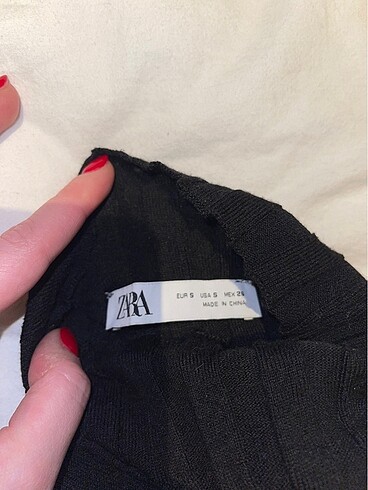 ZARA
EUR S USA S MEX 26
MADE IN CHINA